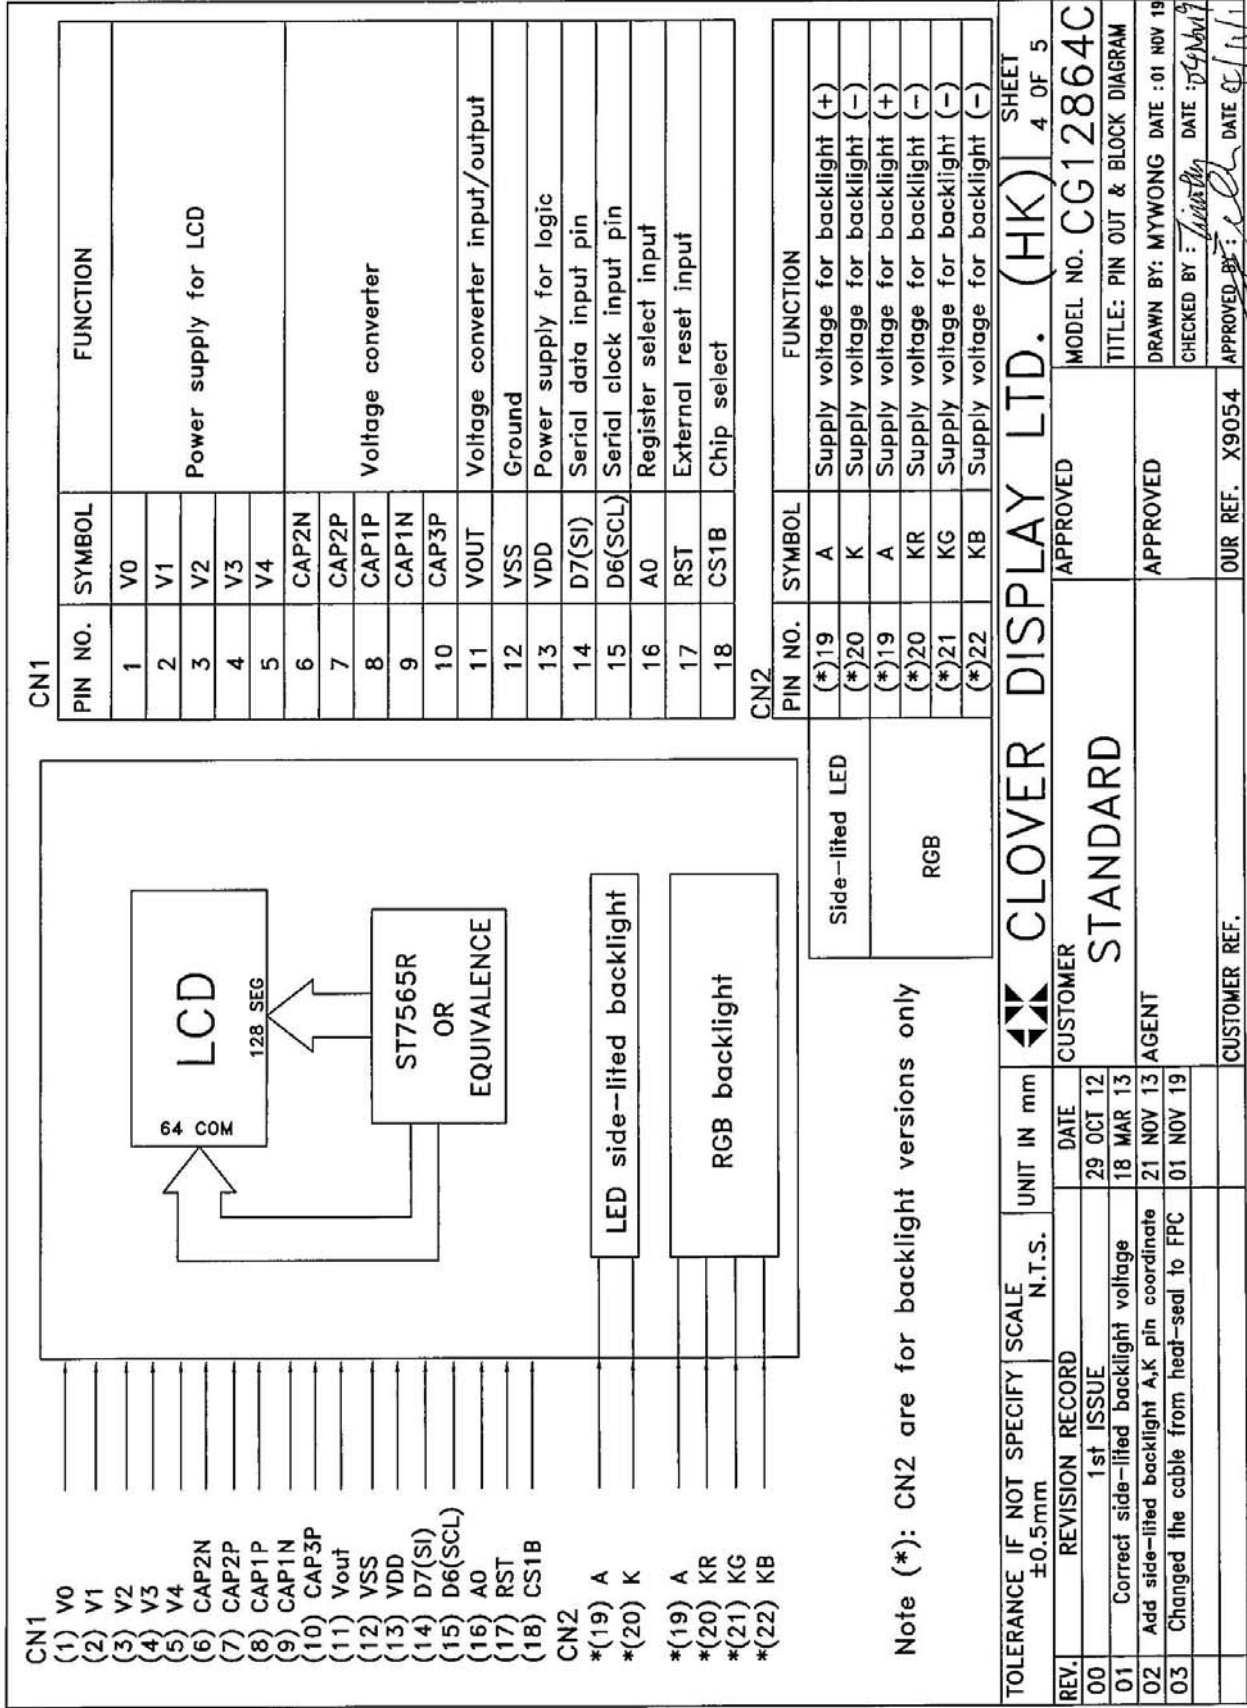 CN1
(1) V0
(2) V1
(3) V2
(4) V3
(5) V4
(6) CAP2N
(7) CAP2P
(8) CAP1P
(9) CAP1N
(10) CAP3P
(11) Vout
(12) VSS
(13) VDD
(14) D7(SI)
(15) D6(SCL)
(16) A0
(17) RST
(18) CS1B
CN2
*(19) A
*(20) K
*(19) A
*(20) KR
*(21) KG
*(22) KB
LCD
64 COM
128 SEG
ST7565R
OR
EQUIVALENCE
LED side-lited backlight
RGB backlight
Note (*): CN2 are for backlight versions only
CN1
PIN NO. SYMBOL FUNCTION
1 V0
2 V1
3 V2 Power supply for LCD
4 V3
5 V4
6 CAP2N
7 CAP2P
8 CAP1P Voltage converter
9 CAP1N
10 CAP3P
11 VOUT Voltage converter input/output
12 VSS Ground
13 VDD Power supply for logic
14 D7(SI) Serial data input pin
15 D6(SCL) Serial clock input pin
16 A0 Register select input
17 RST External reset input
18 CS1B Chip select
CN2
PIN NO. SYMBOL FUNCTION
Side-lited LED
(*)19 A Supply voltage for backlight (+)
(*)20 K Supply voltage for backlight (-)
RGB
(*)19 A Supply voltage for backlight (+)
(*)20 KR Supply voltage for backlight (-)
(*)21 KG Supply voltage for backlight (-)
(*)22 KB Supply voltage for backlight (-)
TOLERANCE IF NOT SPECIFY
±0.5mm
SCALE
N.T.S.
UNIT IN mm
CLOVER DISPLAY LTD. (HK)
SHEET
4 OF 5
REV. REVISION RECORD DATE
00 1st ISSUE 29 OCT 12
01 Correct side-lited backlight voltage 18 MAR 13
02 Add side-lited backlight A,K pin coordinate 21 NOV 13
03 Changed the cable from heat-seal to FPC 01 NOV 19
CUSTOMER
STANDARD
AGENT
CUSTOMER REF.
APPROVED
APPROVED
OUR REF. X9054
MODEL NO. CG12864C
TITLE: PIN OUT & BLOCK DIAGRAM
DRAWN BY: MYWONG DATE :01 NOV 19
CHECKED BY : Timothy DATE :
APPROVED BY: DATE